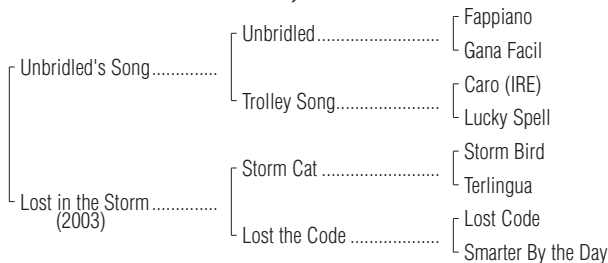 Fappiano
Unbridled
Gana Facil
Unbridled's Song
Caro (IRE)
Trolley Song
Lucky Spell
Storm Bird
Storm Cat
Terlingua
Lost in the Storm
(2003)
Lost Code
Lost the Code
Smarter By the Day